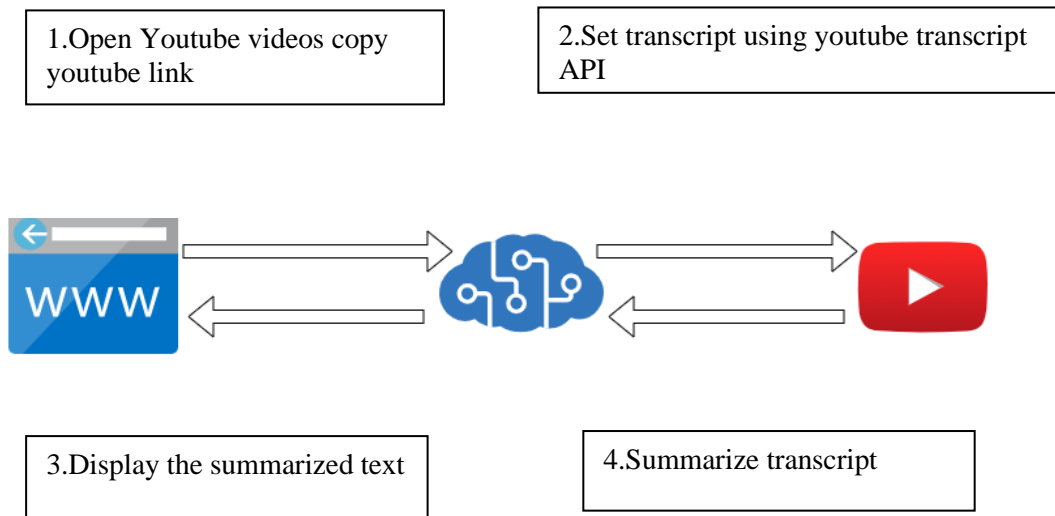 1.Open Youtube videos copy
youtube link
2.Set transcript using youtube transcript
API
WWW
3.Display the summarized text
4.Summarize transcript